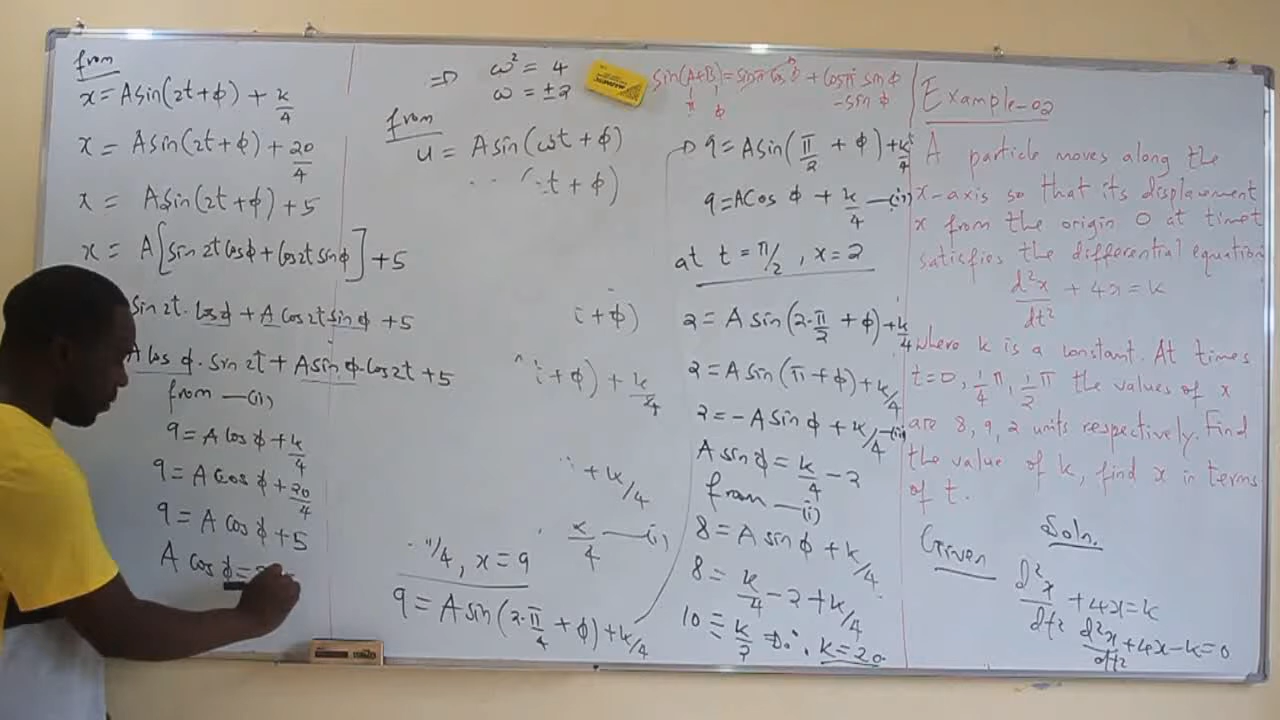 Example-02
A particle moves along the
x-axis so that its displacement
x from the origin O at time t
satisfies the differential equation
d²x/dt² + 4x = k
where k is a constant. At times
t=0, 1/4 π, 1/2 π the values of x
are 8, 9, 2 units respectively. Find
the value of k, find x in terms
of t.
Soln.
Given
d²x/dt² + 4x = k
d²x/dt² + 4x - k = 0
⇒ ω² = 4
ω = ±2
from
u = A sin(ωt + φ)
t + φ)
+ φ)
+ φ) + k/4
+ k/4
k/4 —(i)
π/4, x = 9
9 = A sin(2·π/4 + φ) + k/4
sin(A+B) = sinπ cosφ + cosπ sinφ
π φ
-sinφ
⇒ 9 = A sin(π/2 + φ) + k/4
9 = A cos φ + k/4 —(ii)
at t = π/2, x = 2
2 = A sin(2·π/2 + φ) + k/4
2 = A sin(π + φ) + k/4
2 = -A sin φ + k/4
A sin φ = k/4 - 2
from —(i)
8 = A sin φ + k/4
8 = k/4 - 2 + k/4
10 = k/2 ⇒ ∴ k = 20
from
x = A sin(2t + φ) + k/4
x = A sin(2t + φ) + 20/4
x = A sin(2t + φ) + 5
x = A[sin 2t cos φ + cos 2t sin φ] + 5
sin 2t · cos φ + A cos 2t sin φ + 5
A cos φ · sin 2t + A sin φ · cos 2t + 5
from —(ii)
9 = A cos φ + k/4
9 = A cos φ + 20/4
9 = A cos φ + 5
A cos φ =